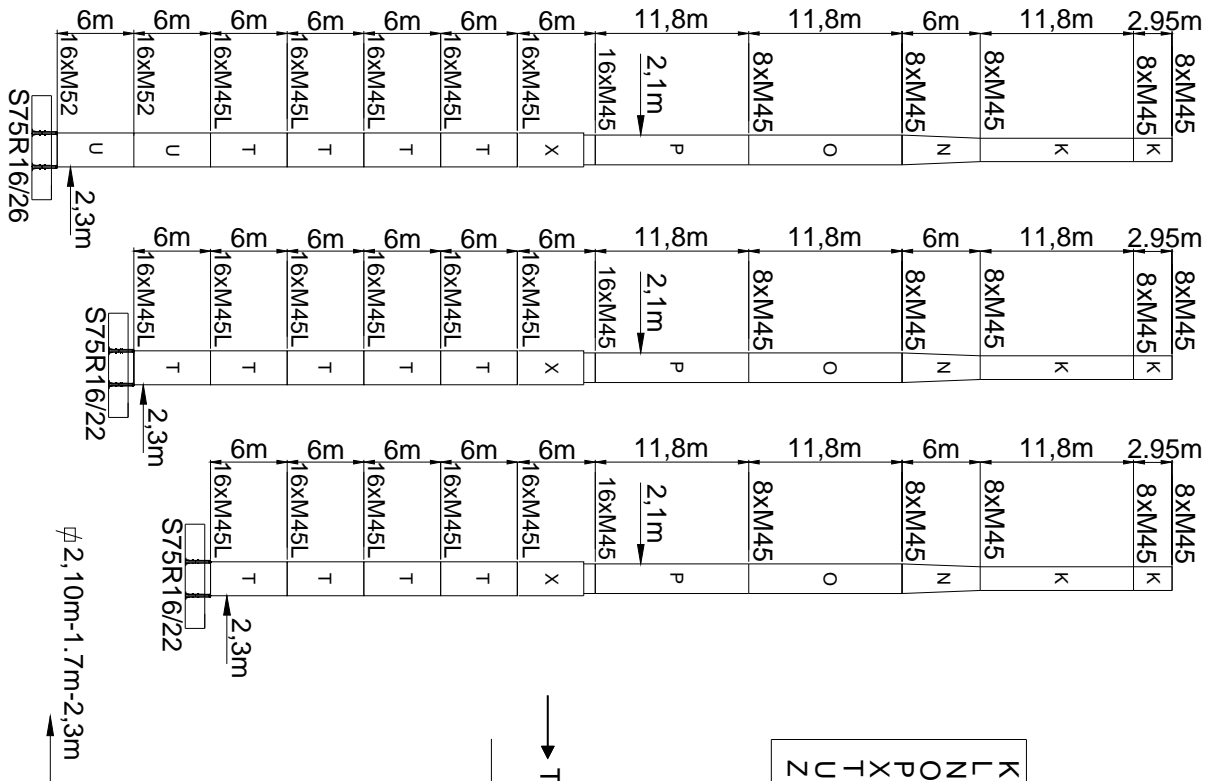 6m 6m 6m 6m 6m 6m 6m 11,8m 11,8m 6m 11,8m 2.95m
16xM52 16xM52 16xM45L 16xM45L 16xM45L 16xM45L 16xM45L 16xM45 8xM45 8xM45 8xM45 8xM45 8xM45
2,1m
U U T T T T X P O N K K
S75R16/26
2,3m
6m 6m 6m 6m 6m 6m 11,8m 11,8m 6m 11,8m 2.95m
16xM45L 16xM45L 16xM45L 16xM45L 16xM45L 16xM45L 16xM45 8xM45 8xM45 8xM45 8xM45 8xM45
2,1m
T T T T T X P O N K K
S75R16/22
2,3m
6m 6m 6m 6m 6m 11,8m 11,8m 6m 11,8m 2.95m
16xM45L 16xM45L 16xM45L 16xM45L 16xM45L 16xM45 8xM45 8xM45 8xM45 8xM45 8xM45
2,1m
T T T T X P O N K K
S75R16/22
2,3m
2,10m-1.7m-2,3m
T
K
L
N
O
P
X
T
U
Z